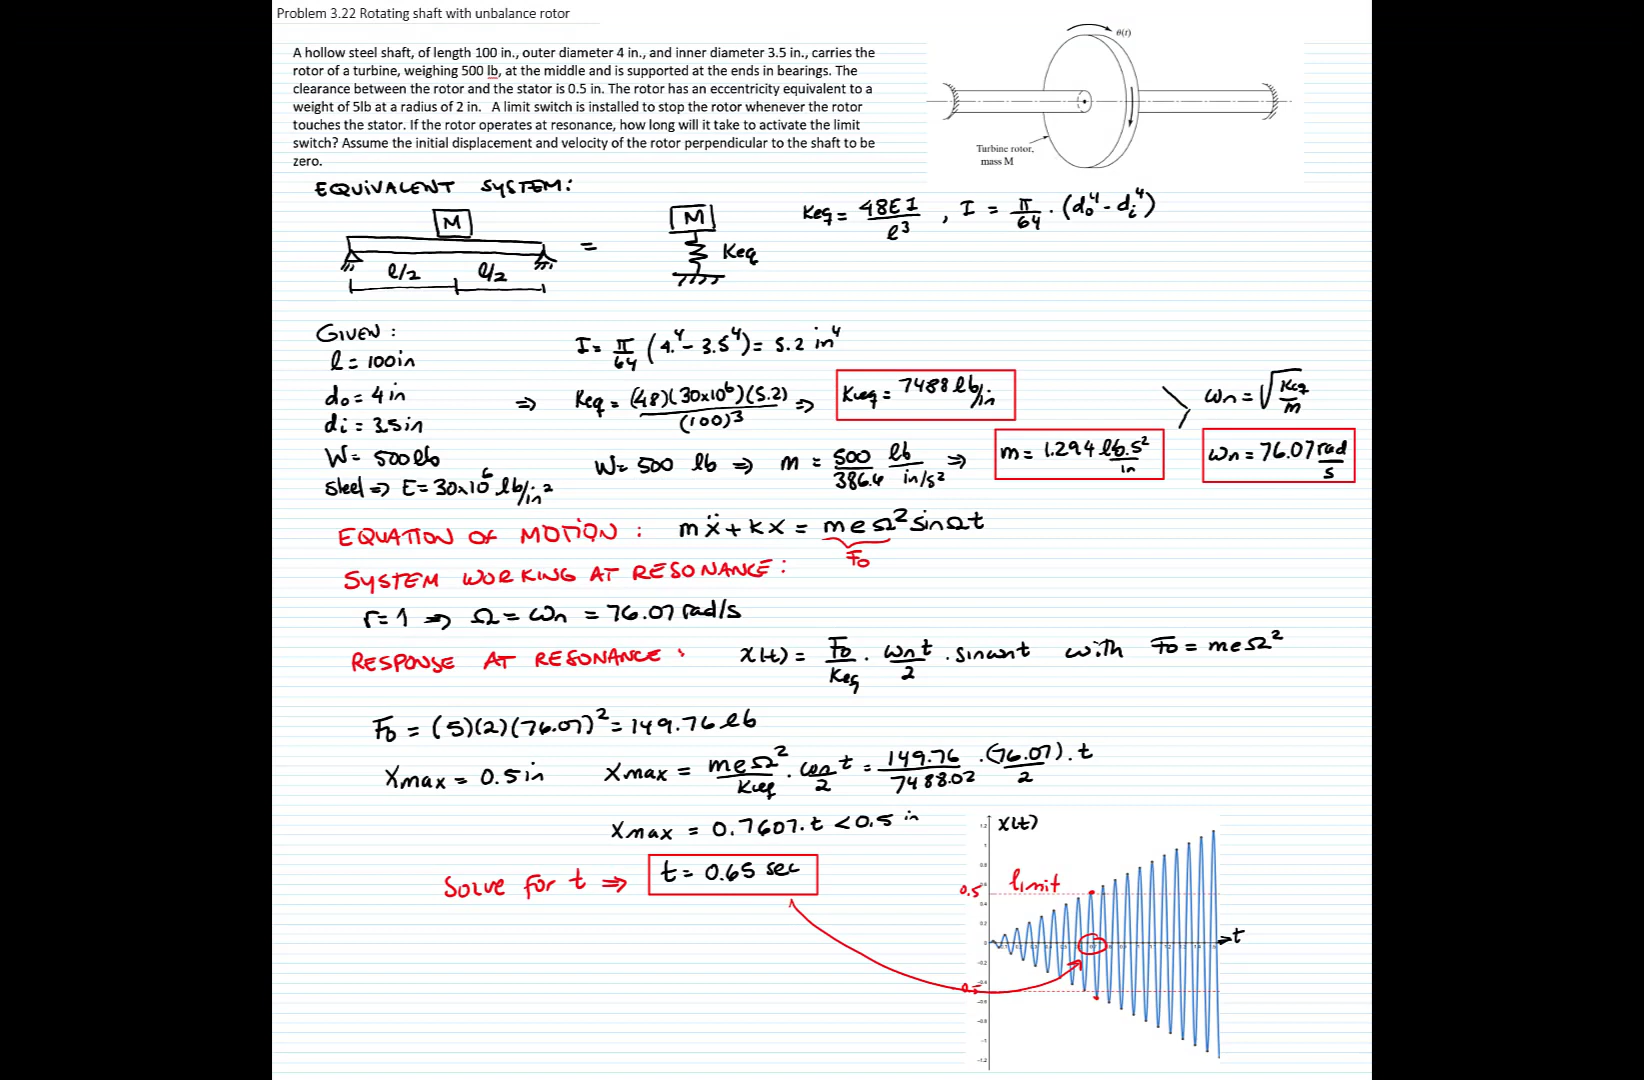 Problem 3.22 Rotating shaft with unbalance rotor
A hollow steel shaft, of length 100 in., outer diameter 4 in., and inner diameter 3.5 in., carries the
rotor of a turbine, weighing 500 lb, at the middle and is supported at the ends in bearings. The
clearance between the rotor and the stator is 0.5 in. The rotor has an eccentricity equivalent to a
weight of 5lb at a radius of 2 in. A limit switch is installed to stop the rotor whenever the rotor
touches the stator. If the rotor operates at resonance, how long will it take to activate the limit
switch? Assume the initial displacement and velocity of the rotor perpendicular to the shaft to be
zero.
θ(t)
Turbine rotor,
mass M
EQUIVALENT SYSTEM:
M
l/2 l/2
=
M
Keq
Keq = 48EI/l³ , I = π/64 · (do⁴ - di⁴)
GIVEN:
l = 100in
do = 4 in
di = 3.5in
W = 500lb
Steel => E = 30x10⁶ lb/in²
I = π/64 (4.⁴ - 3.5⁴) = 5.2 in⁴
=> Keq = (48)(30x10⁶)(5.2)/(100)³ => Keq = 7488 lb/in
W = 500 lb => m = 500/386.4 lb/in/s² => m = 1.294 lb.s²/in
ωn = √Keq/m
ωn = 76.07 rad/s
EQUATION OF MOTION : mẍ + kx = meΩ² sinΩt
Fo
SYSTEM WORKING AT RESONANCE :
r = 1 => Ω = ωn = 76.07 rad/s
RESPONSE AT RESONANCE : x(t) = Fo/Keq · ωnt/2 . sinωnt with Fo = meΩ²
Fo = (5)(2)(76.07)² = 149.76 lb
Xmax = 0.5 in Xmax = meΩ²/Keq . ωn/2 t = 149.76/7488.02 .(76.07)/2 . t
Xmax = 0.7607.t < 0.5 in
Solve for t => t = 0.65 sec
X(t)
limit
0.5
t
0.5